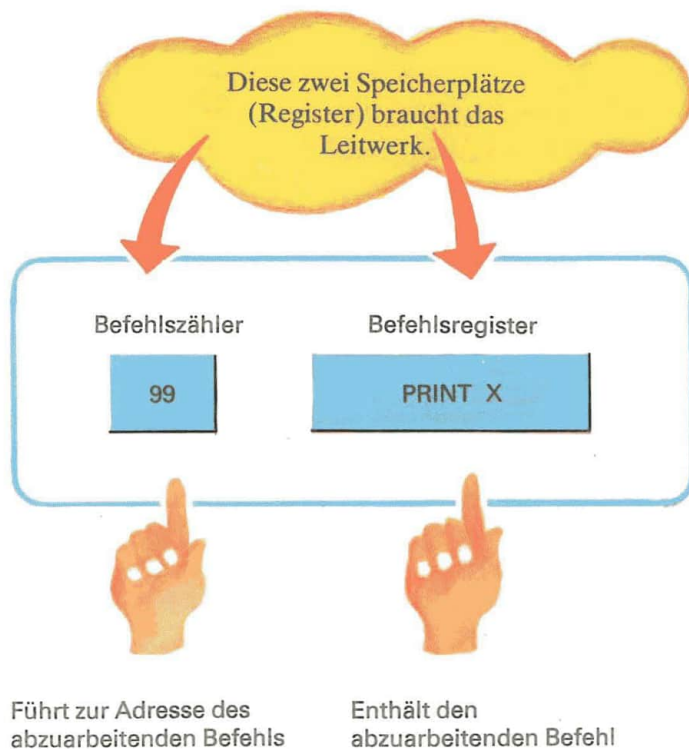 Diese zwei Speicherplätze
(Register) braucht das
Leitwerk.
Befehlszähler
Befehlsregister
99
PRINT X
Führt zur Adresse des
abzuarbeitenden Befehls
Enthält den
abzuarbeitenden Befehl